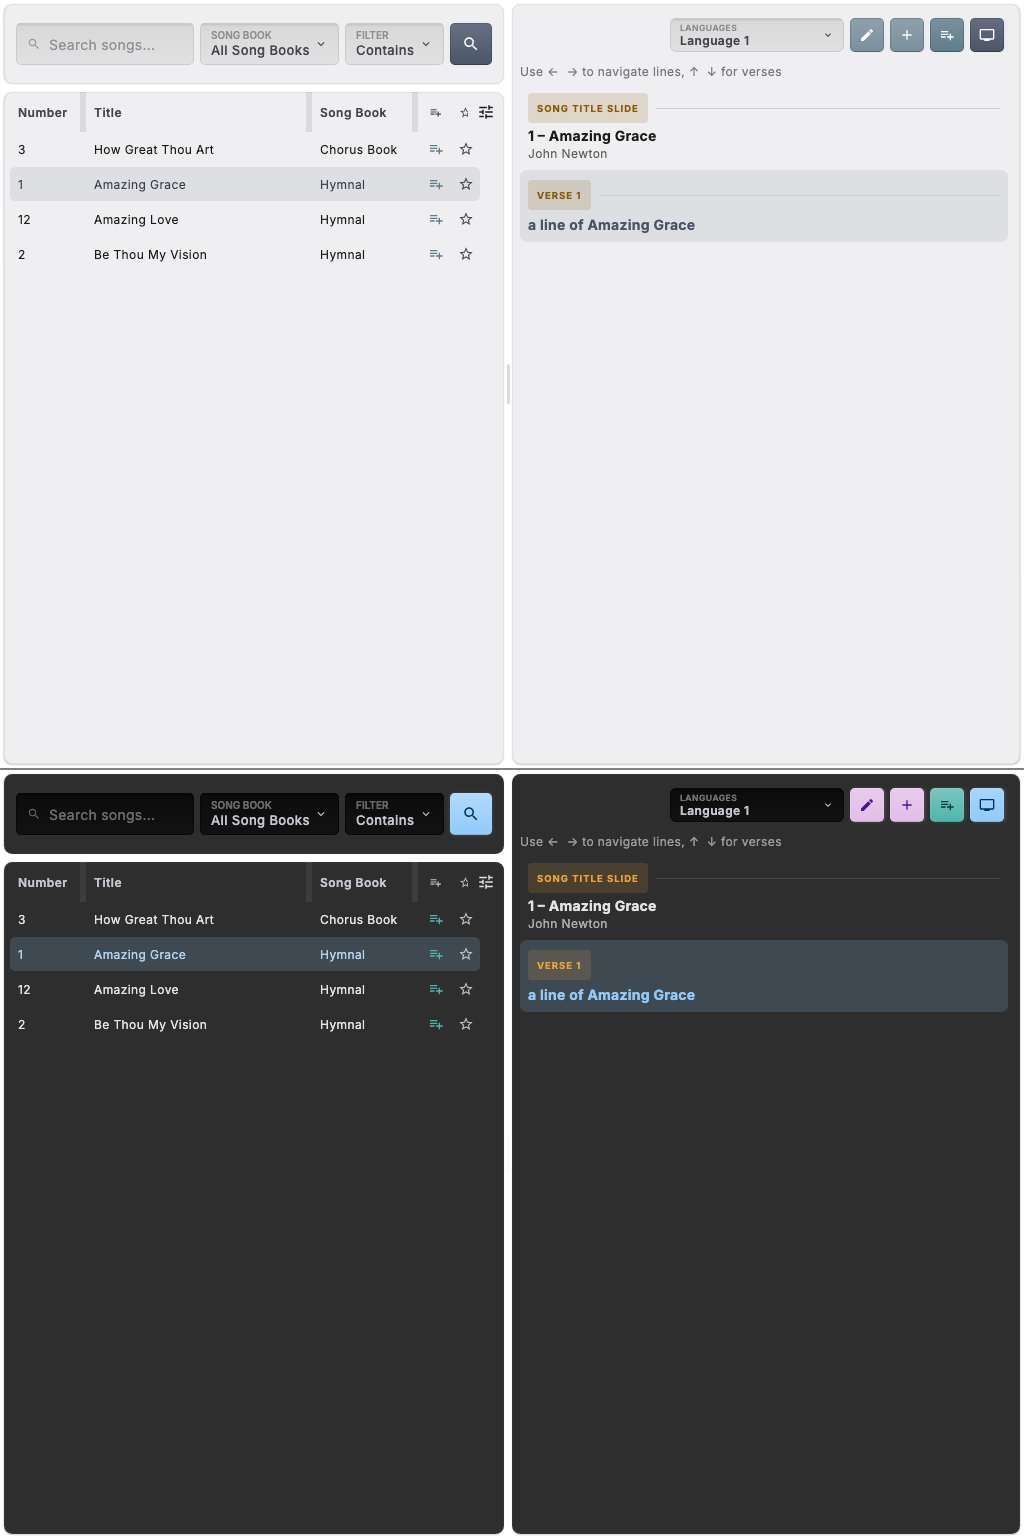 Search songs...
SONG BOOK
All Song Books
FILTER
Contains
Number Title Song Book
3 How Great Thou Art Chorus Book
1 Amazing Grace Hymnal
12 Amazing Love Hymnal
2 Be Thou My Vision Hymnal
LANGUAGES
Language 1
Use ← → to navigate lines, ↑ ↓ for verses
SONG TITLE SLIDE
1 – Amazing Grace
John Newton
VERSE 1
a line of Amazing Grace
Search songs...
SONG BOOK
All Song Books
FILTER
Contains
Number Title Song Book
3 How Great Thou Art Chorus Book
1 Amazing Grace Hymnal
12 Amazing Love Hymnal
2 Be Thou My Vision Hymnal
LANGUAGES
Language 1
Use ← → to navigate lines, ↑ ↓ for verses
SONG TITLE SLIDE
1 – Amazing Grace
John Newton
VERSE 1
a line of Amazing Grace